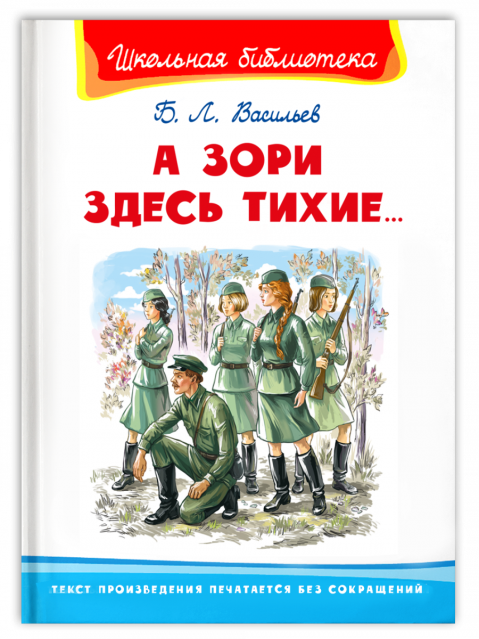 Школьная библиотека
Б. Л. Васильев
А ЗОРИ
ЗДЕСЬ ТИХИЕ...
ТЕКСТ ПРОИЗВЕДЕНИЯ ПЕЧАТАЕТСЯ БЕЗ СОКРАЩЕНИЙ